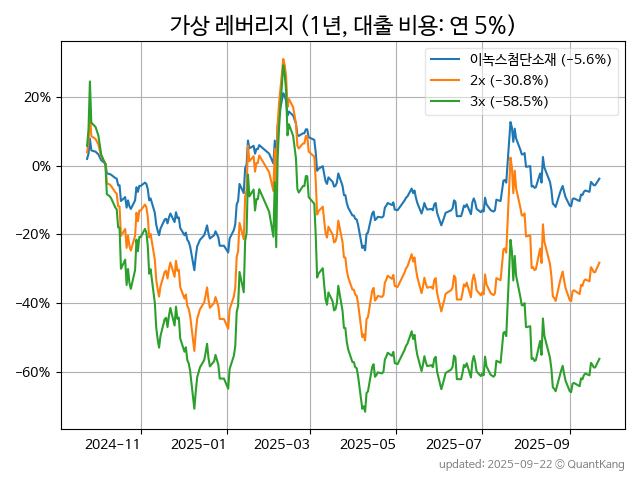 가상 레버리지 (1년, 대출 비용: 연 5%)
이녹스첨단소재 (−5.6%)
2x (−30.8%)
3x (−58.5%)
20%
0%
−20%
−40%
−60%
2024-11
2025-01
2025-03
2025-05
2025-07
2025-09
updated: 2025-09-22 © QuantKang